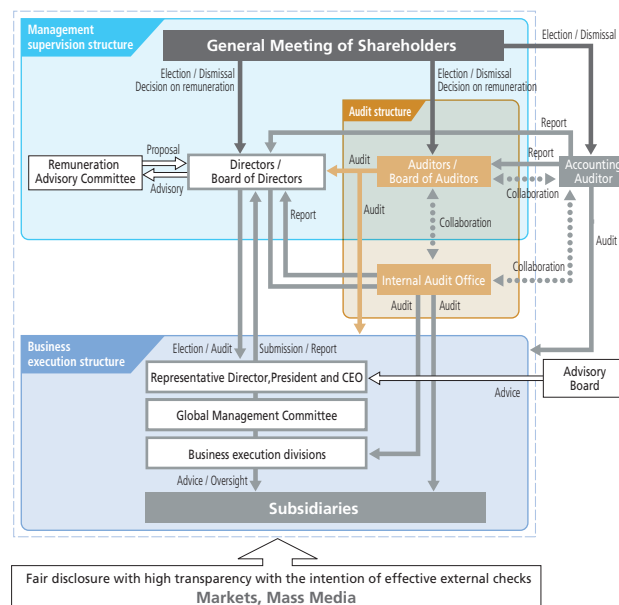 Management
supervision structure
General Meeting of Shareholders
Election / Dismissal
Election / Dismissal
Decision on remuneration
Election / Dismissal
Decision on remuneration
Audit structure
Report
Proposal
Remuneration
Advisory Committee
Advisory
Directors /
Board of Directors
Audit
Auditors /
Board of Auditors
Report
Accounting
Auditor
Collaboration
Report
Audit
Collaboration
Audit
Collaboration
Internal Audit Office
Audit
Audit
Business
execution structure
Election / Audit
Submission / Report
Representative Director,President and CEO
Advice
Advisory
Board
Global Management Committee
Business execution divisions
Advice / Oversight
Subsidiaries
Fair disclosure with high transparency with the intention of effective external checks
Markets, Mass Media